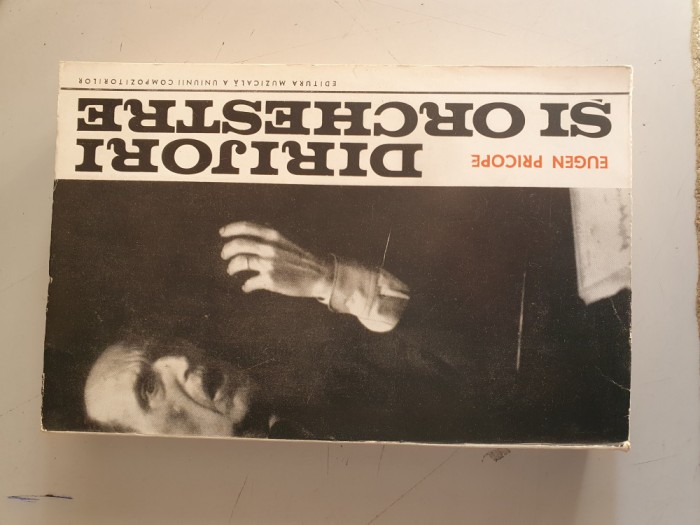 EUGEN PRICOPE
DIRIJORI
ŞI ORCHESTRE
EDITURA MUZICALĂ A UNIUNII COMPOZITORILOR